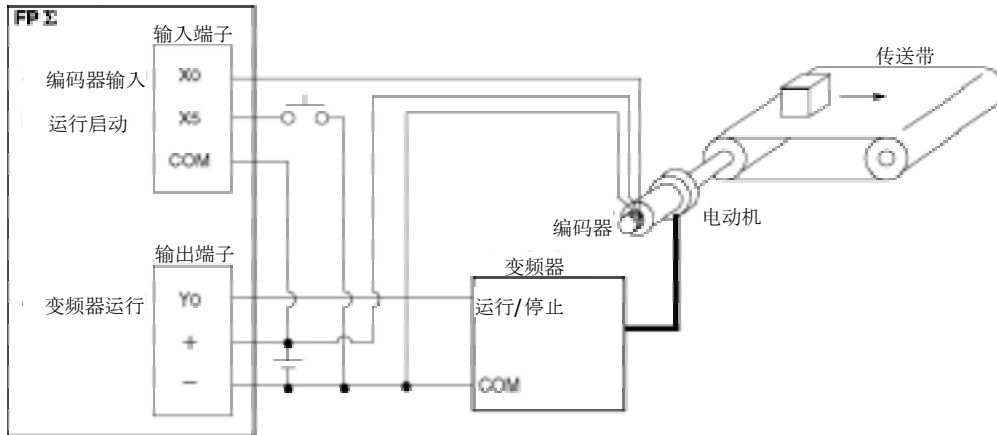 FP Σ
输入端子
传送带
编码器输入
X0
运行启动
X5
COM
编码器
电动机
输出端子
变频器
变频器运行
Y0
运行/停止
+
−
COM